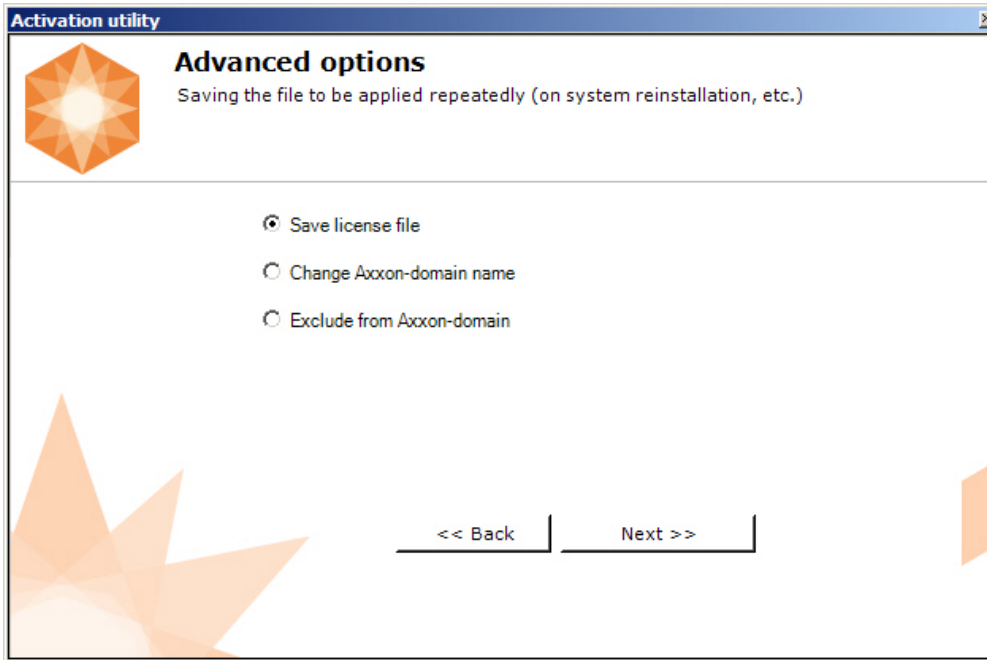 Activation utility
Advanced options
Saving the file to be applied repeatedly (on system reinstallation, etc.)
Save license file
Change Axxon-domain name
Exclude from Axxon-domain
<< Back
Next >>